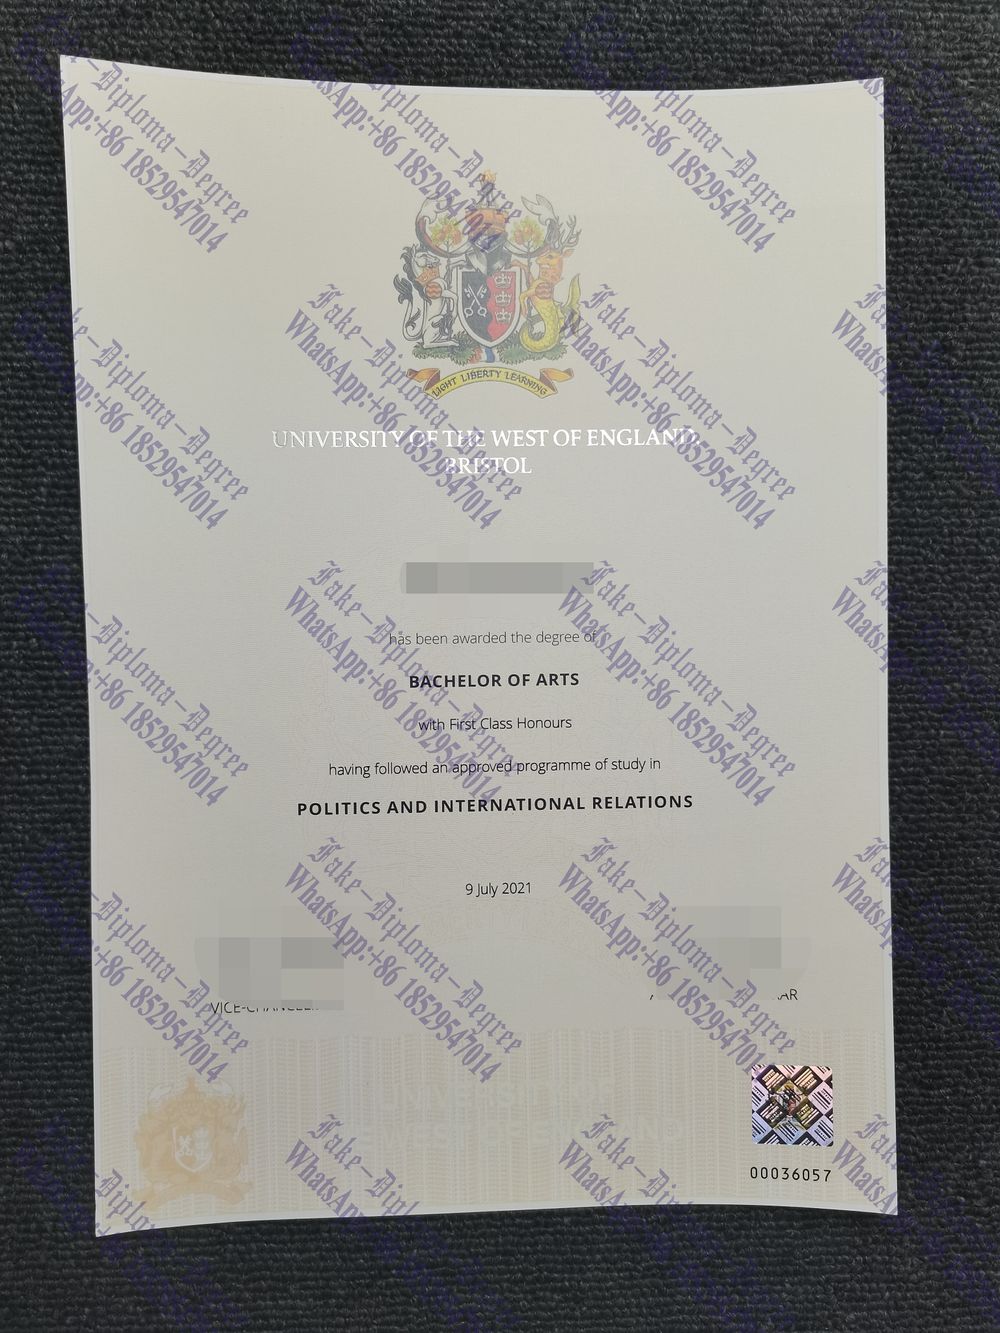 LIGHT LIBERTY LEARNING
UNIVERSITY OF THE WEST OF ENGLAND,
BRISTOL
has been awarded the degree of
BACHELOR OF ARTS
with First Class Honours
having followed an approved programme of study in
POLITICS AND INTERNATIONAL RELATIONS
9 July 2021
00036057
Fake-Diploma-Degree
WhatsApp:+86 18529547014